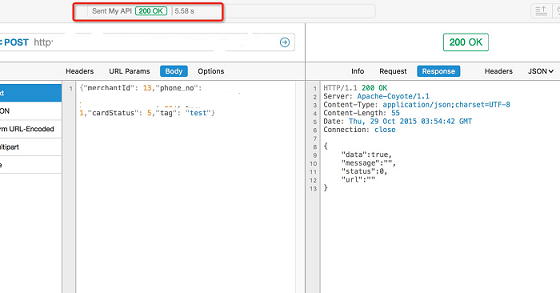 Sent My API 200 OK 5.58 s
POST http
200 OK
Headers URL Params Body Options
Info Request Response Headers JSON
ON
rm URL-Encoded
ultipart
1 {"merchantId": 13,"phone_no":
1,"cardStatus": 5,"tag": "test"}
1 HTTP/1.1 200 OK
2 Server: Apache-Coyote/1.1
3 Content-Type: application/json;charset=UTF-8
4 Content-Length: 55
5 Date: Thu, 29 Oct 2015 03:54:42 GMT
6 Connection: close
7
8 {
9 "data":true,
10 "message":"",
11 "status":0,
12 "url":""
13 }